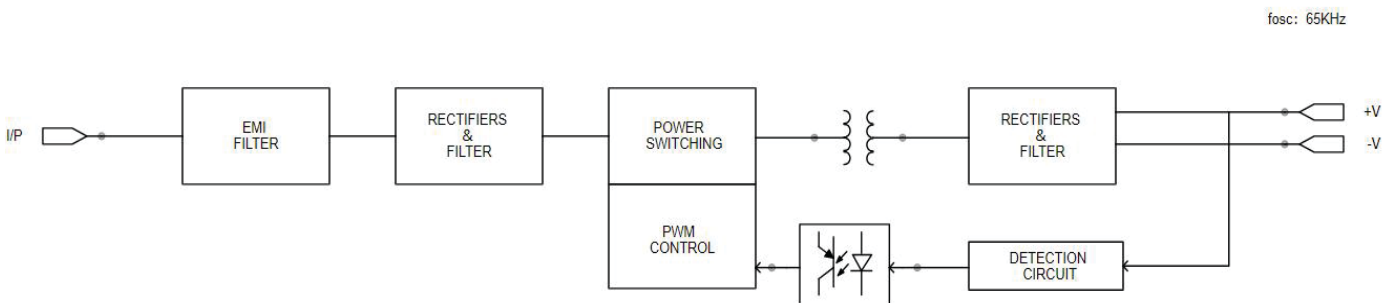 fosc: 65KHz
I/P
EMI
FILTER
RECTIFIERS
&
FILTER
POWER
SWITCHING
RECTIFIERS
&
FILTER
+V
-V
PWM
CONTROL
DETECTION
CIRCUIT